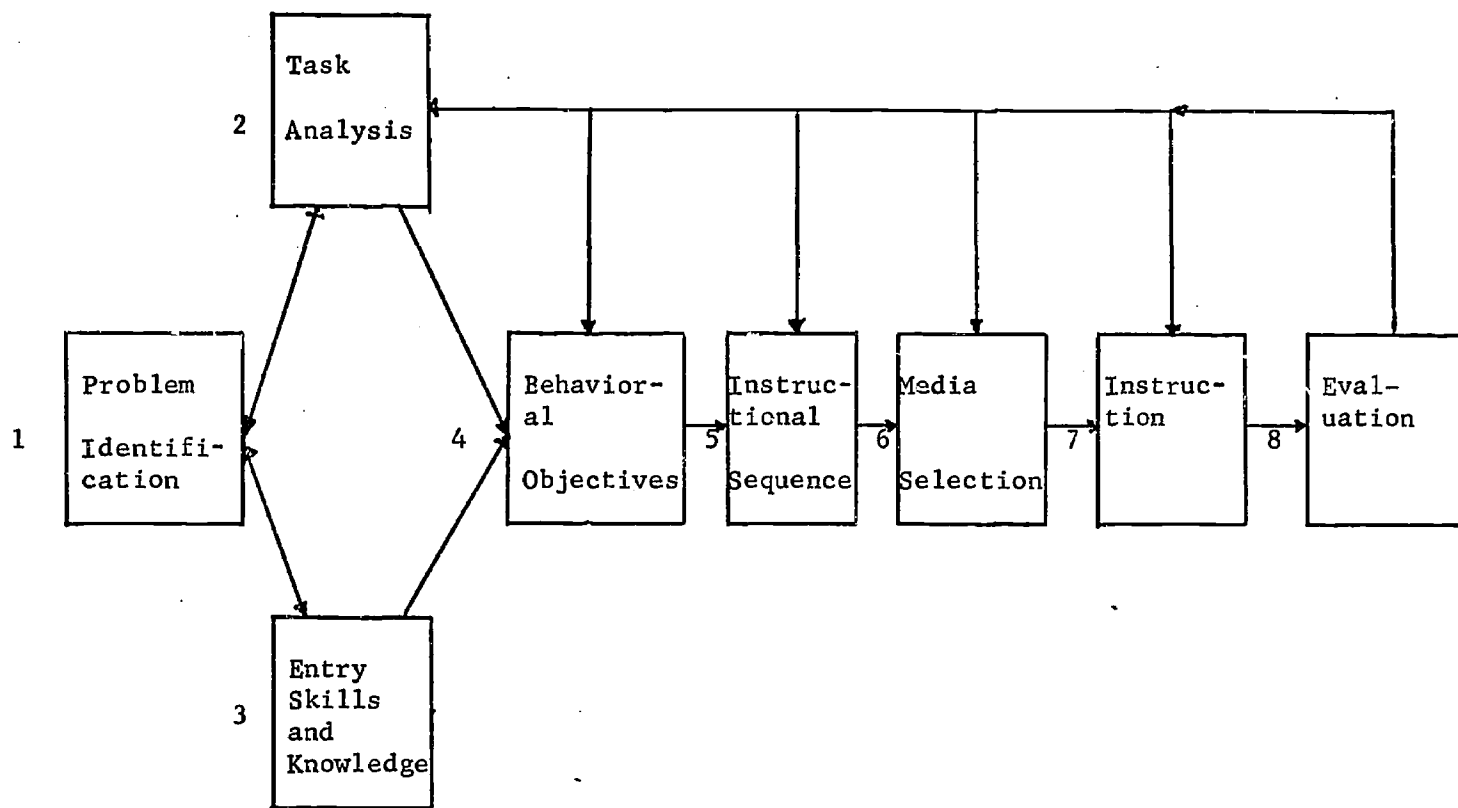 2
Task
Analysis
1
Problem
Identifi-
cation
3
Entry
Skills
and
Knowledge
4
Behavior-
al
Objectives
5
Instruc-
tional
Sequence
6
Media
Selection
7
Instruc-
tion
8
Eval-
uation